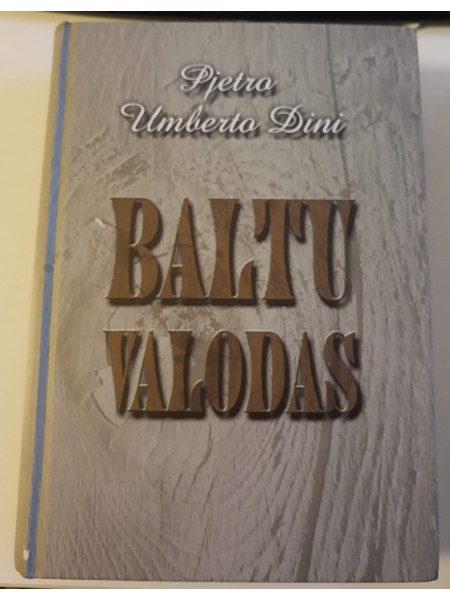 Pjetro
Umberto Dini
BALTU
VALODAS